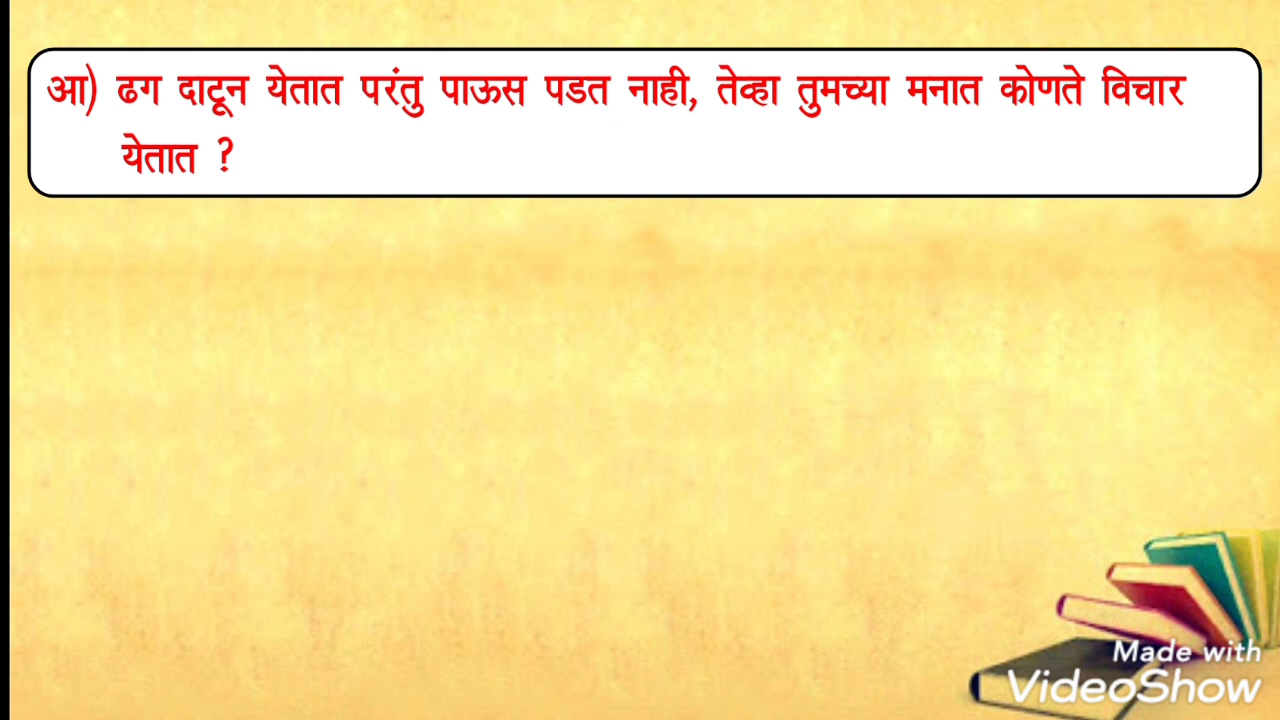 आ) ढग दाटून येतात परंतु पाऊस पडत नाही, तेव्हा तुमच्या मनात कोणते विचार
येतात ?
Made with
VideoShow